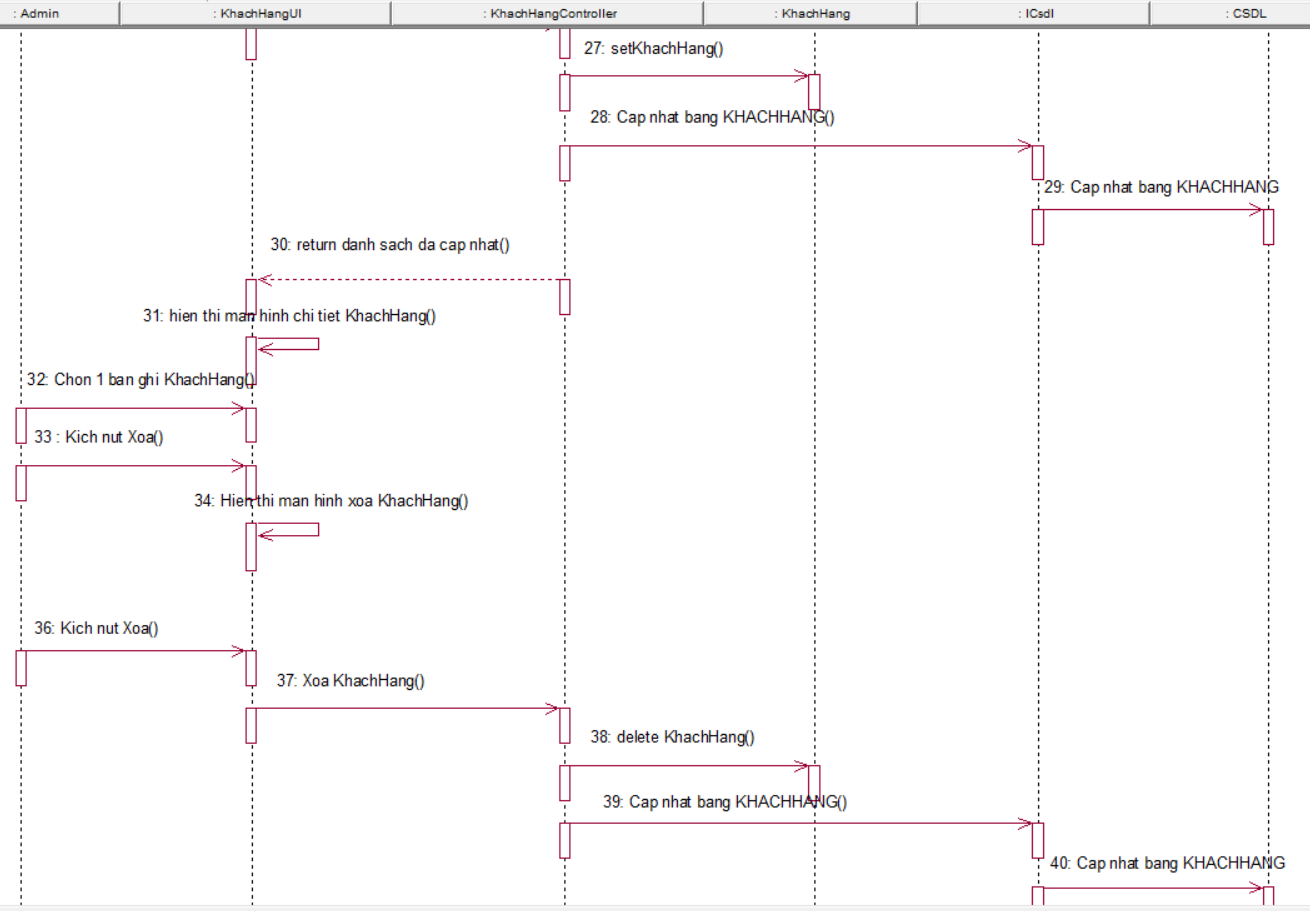 : Admin
: KhachHangUI
: KhachHangController
: KhachHang
: ICsdl
: CSDL
27: setKhachHang()
28: Cap nhat bang KHACHHANG()
29: Cap nhat bang KHACHHANG
30: return danh sach da cap nhat()
31: hien thi man hinh chi tiet KhachHang()
32: Chon 1 ban ghi KhachHang()
33 : Kich nut Xoa()
34: Hien thi man hinh xoa KhachHang()
36: Kich nut Xoa()
37: Xoa KhachHang()
38: delete KhachHang()
39: Cap nhat bang KHACHHANG()
40: Cap nhat bang KHACHHANG